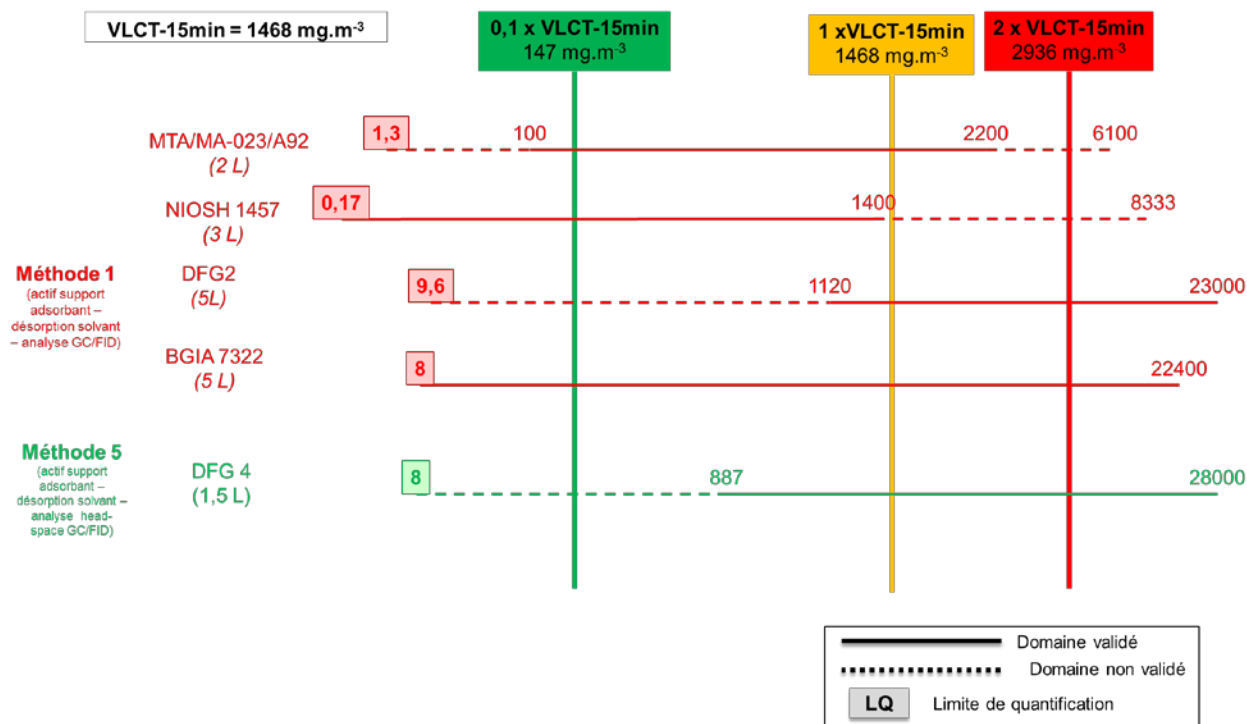 VLCT-15min = 1468 mg.m-3
0,1 x VLCT-15min
147 mg.m-3
1 xVLCT-15min
1468 mg.m-3
2 x VLCT-15min
2936 mg.m-3
MTA/MA-023/A92
(2 L)
1,3
100
2200
6100
NIOSH 1457
(3 L)
0,17
1400
8333
Méthode 1
(actif support
adsorbant –
désorption solvant
– analyse GC/FID)
DFG2
(5L)
9,6
1120
23000
BGIA 7322
(5 L)
8
22400
Méthode 5
(actif support
adsorbant –
désorption solvant –
analyse head-
space GC/FID)
DFG 4
(1,5 L)
8
887
28000
Domaine validé
Domaine non validé
LQ
Limite de quantification